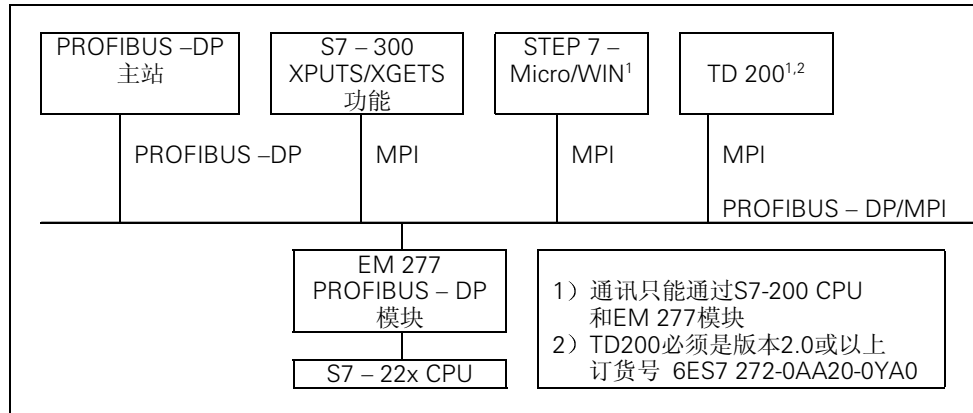 PROFIBUS –DP
主站
S7 – 300
XPUTS/XGETS
功能
STEP 7 –
Micro/WIN¹
TD 200¹,²
PROFIBUS –DP
MPI
MPI
MPI
PROFIBUS – DP/MPI
EM 277
PROFIBUS – DP
模块
S7 – 22x CPU
1）通讯只能通过S7-200 CPU
和EM 277模块
2）TD200必须是版本2.0或以上
订货号 6ES7 272-0AA20-0YA0